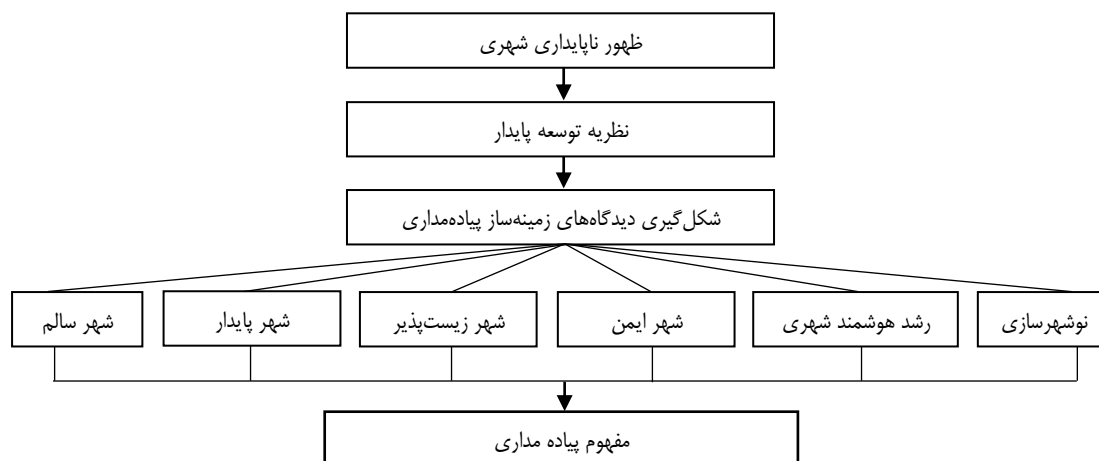 ظهور ناپایداری شهری
نظریه توسعه پایدار
شکل‌گیری دیدگاه‌های زمینه‌ساز پیاده‌مداری
نوشهرسازی
رشد هوشمند شهری
شهر ایمن
شهر زیست‌پذیر
شهر پایدار
شهر سالم
مفهوم پیاده مداری